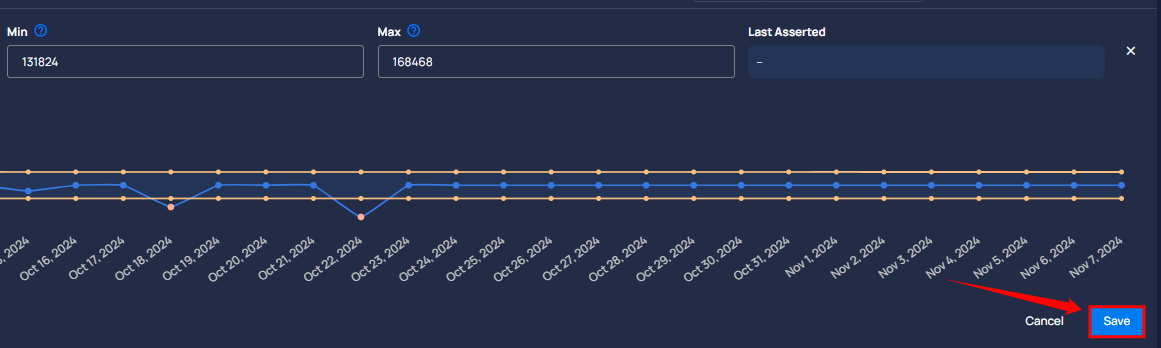 Min ?
Max ?
Last Asserted
131824
168468
–
Oct 16, 2024
Oct 17, 2024
Oct 18, 2024
Oct 19, 2024
Oct 20, 2024
Oct 21, 2024
Oct 22, 2024
Oct 23, 2024
Oct 24, 2024
Oct 25, 2024
Oct 26, 2024
Oct 27, 2024
Oct 28, 2024
Oct 29, 2024
Oct 30, 2024
Oct 31, 2024
Nov 1, 2024
Nov 2, 2024
Nov 3, 2024
Nov 4, 2024
Nov 5, 2024
Nov 6, 2024
Nov 7, 2024
Cancel
Save